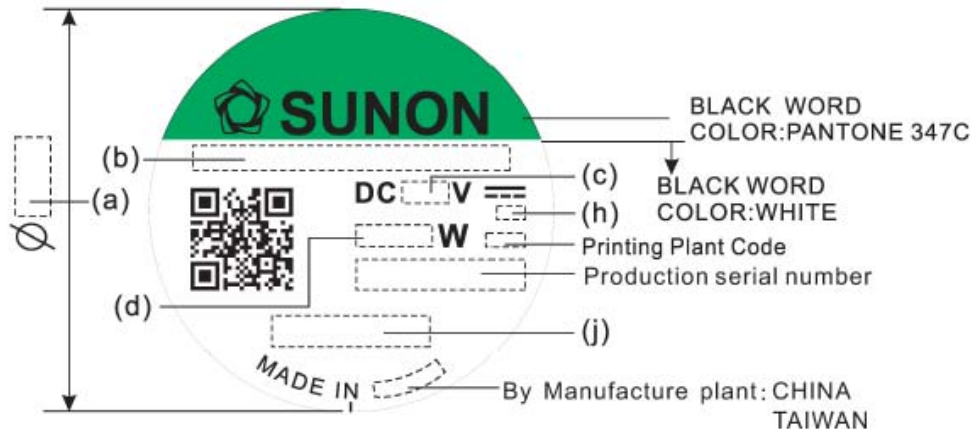 SUNON
BLACK WORD
COLOR:PANTONE 347C
(b)
(c)
DC V
(a)
BLACK WORD
COLOR:WHITE
(h)
Ø
W
Printing Plant Code
Production serial number
(d)
(j)
MADE IN
By Manufacture plant: CHINA
TAIWAN